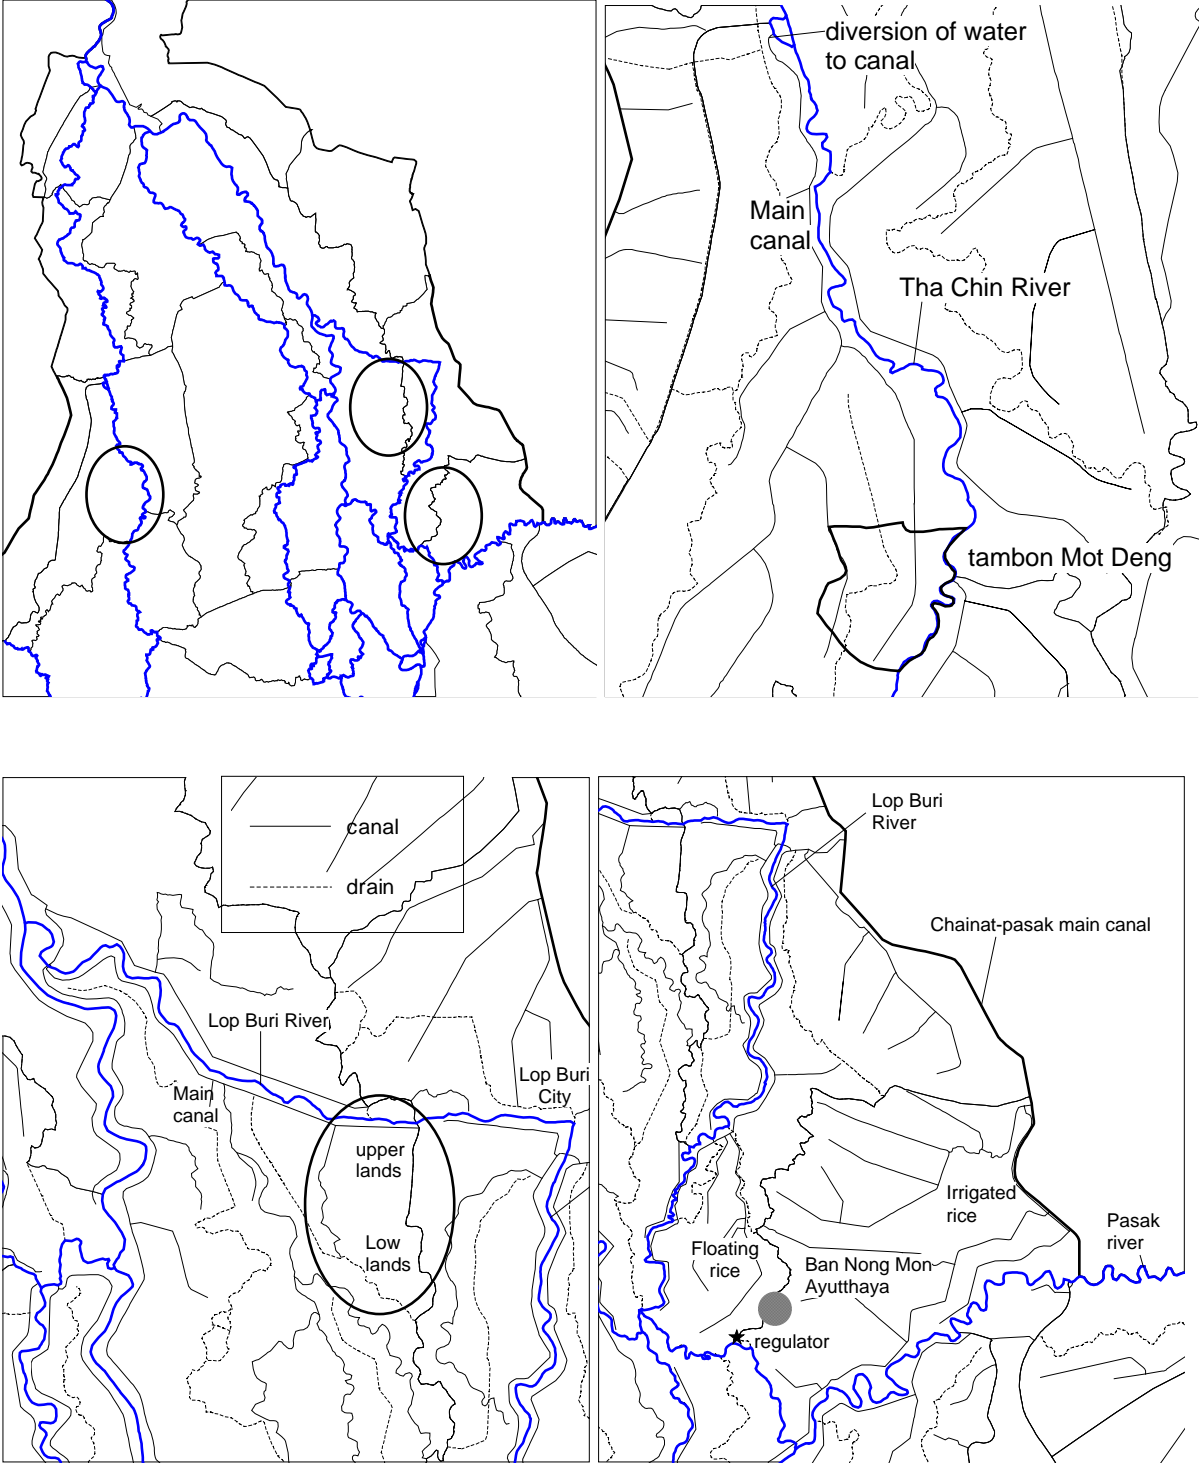 diversion of water
to canal
Main
canal
Tha Chin River
tambon Mot Deng
canal
drain
Lop Buri River
Main
canal
Lop Buri
City
upper
lands
Low
lands
Lop Buri
River
Chainat-pasak main canal
Irrigated
rice
Pasak
river
Floating
rice
Ban Nong Mon
Ayutthaya
regulator